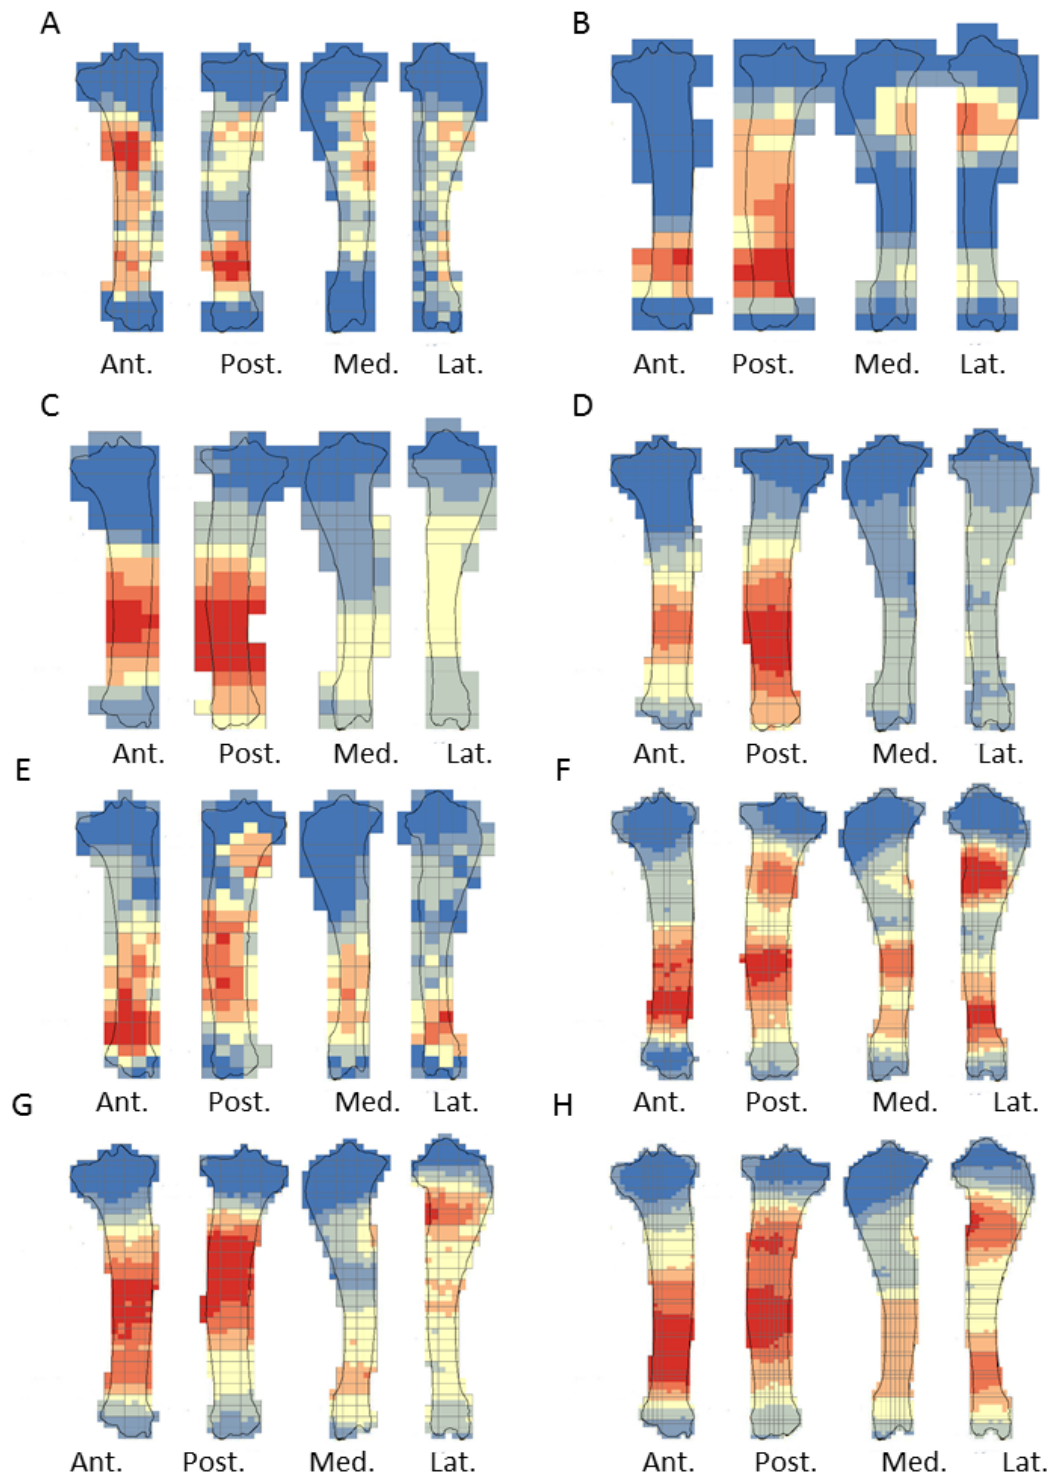 A
B
Ant. Post. Med. Lat.
Ant. Post. Med. Lat.
C
D
Ant. Post. Med. Lat.
Ant. Post. Med. Lat.
E
F
Ant. Post. Med. Lat.
Ant. Post. Med. Lat.
G
H
Ant. Post. Med. Lat.
Ant. Post. Med. Lat.